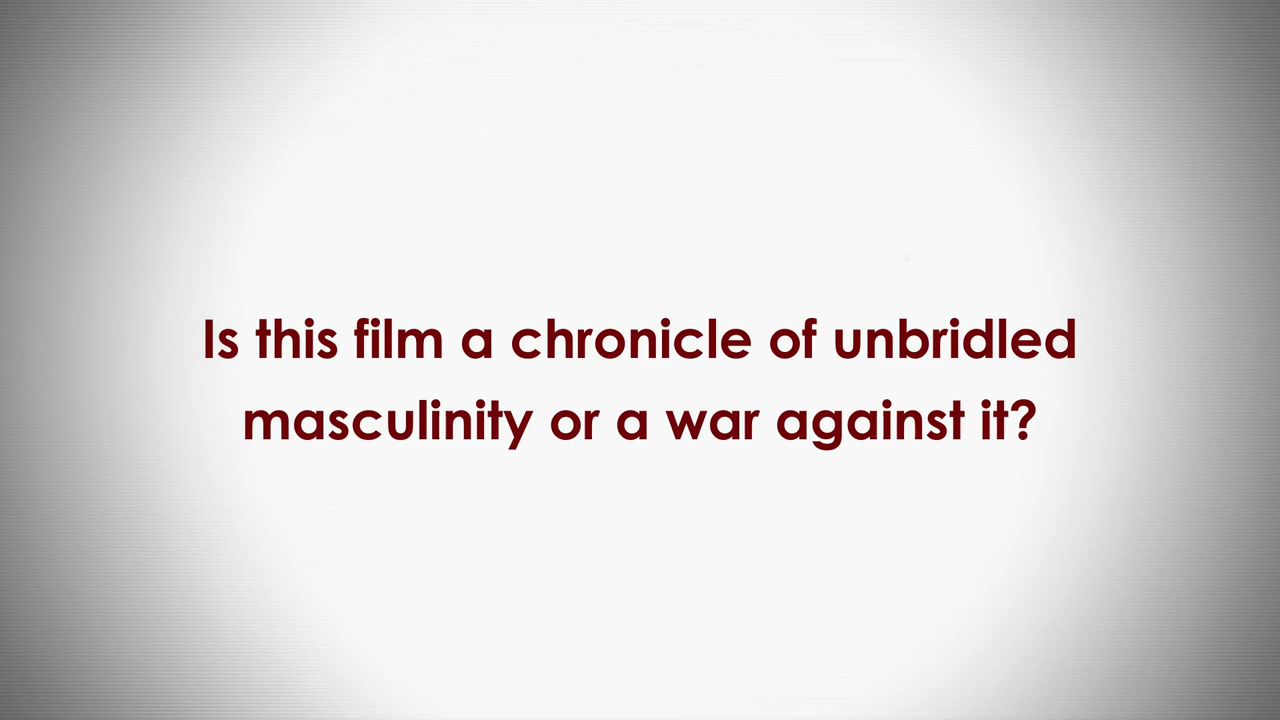 Is this film a chronicle of unbridled
masculinity or a war against it?